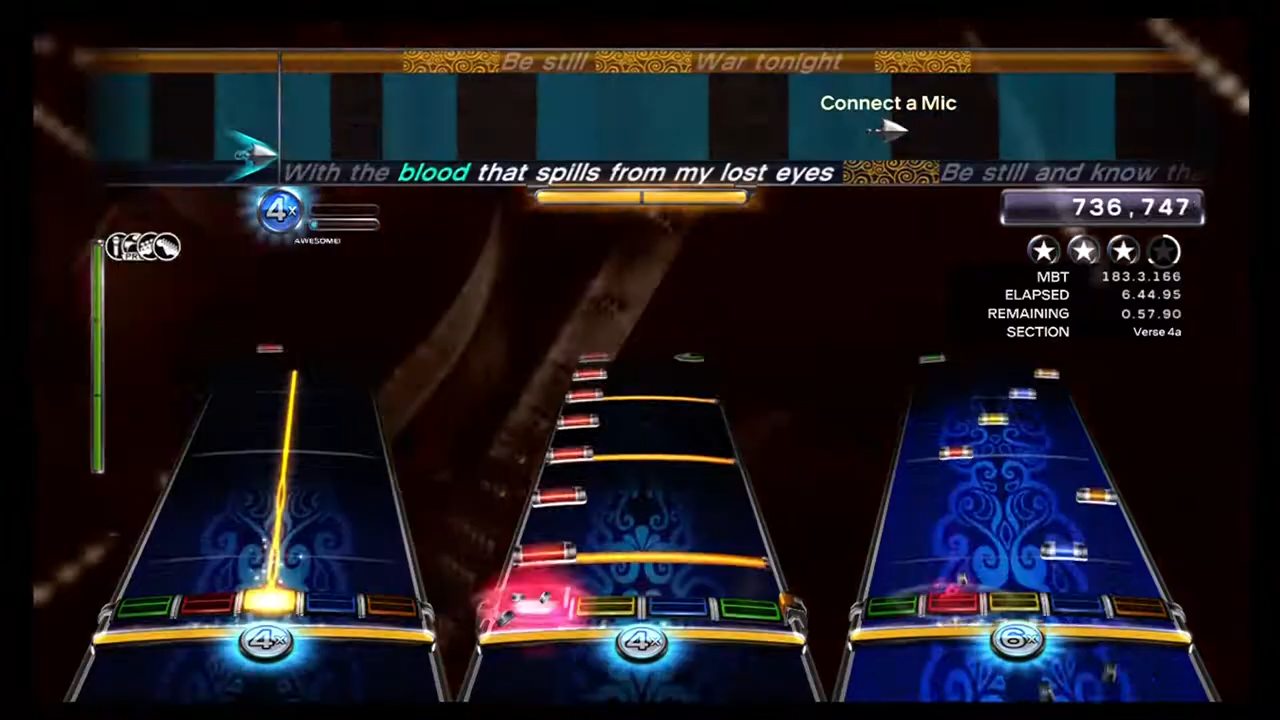 Be still War tonight
Connect a Mic
With the blood that spills from my lost eyes Be still and know tha
4x
AWESOME!
736,747
PRO
MBT 183.3.166
ELAPSED 6.44.95
REMAINING 0.57.90
SECTION Verse 4a
4x 4x 6x